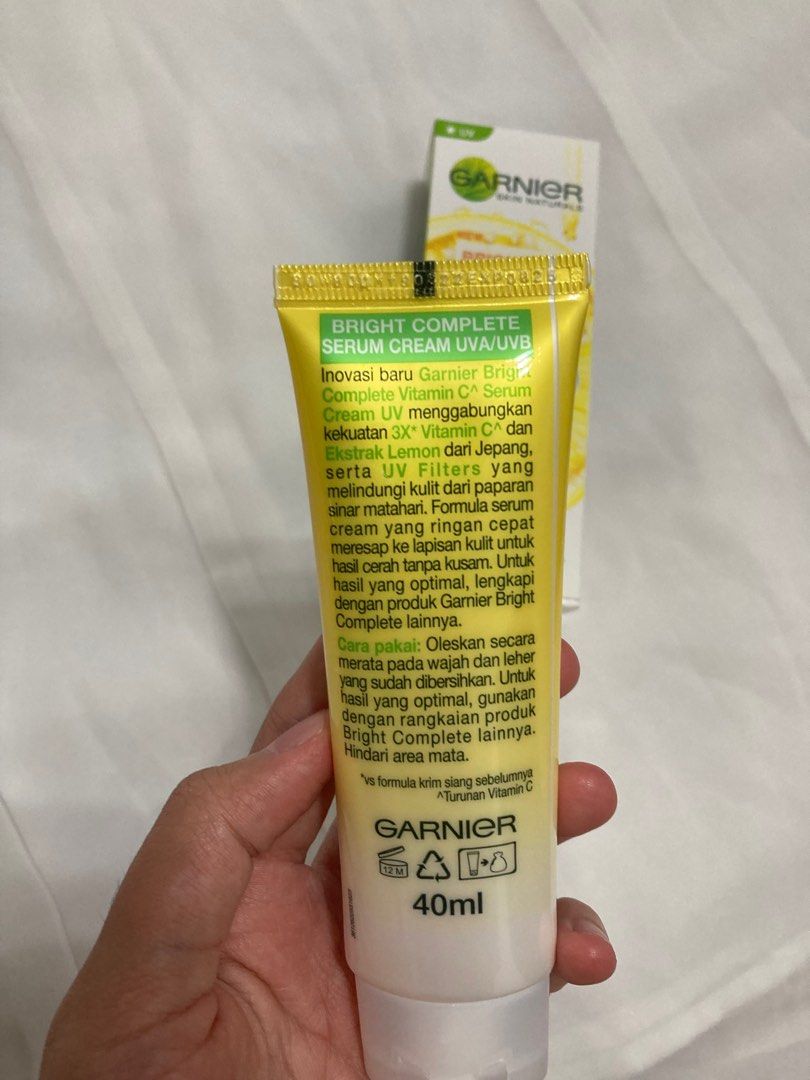 UV
GARNIER
SKIN NATURALS
BRIGHT COMPLETE
SERUM CREAM UVA/UVB
Inovasi baru Garnier Bright
Complete Vitamin C^ Serum
Cream UV menggabungkan
kekuatan 3X* Vitamin C^ dan
Ekstrak Lemon dari Jepang,
serta UV Filters yang
melindungi kulit dari paparan
sinar matahari. Formula serum
cream yang ringan cepat
meresap ke lapisan kulit untuk
hasil cerah tanpa kusam. Untuk
hasil yang optimal, lengkapi
dengan produk Garnier Bright
Complete lainnya.
Cara pakai: Oleskan secara
merata pada wajah dan leher
yang sudah dibersihkan. Untuk
hasil yang optimal, gunakan
dengan rangkaian produk
Bright Complete lainnya.
Hindari area mata.
*vs formula krim siang sebelumnya
^Turunan Vitamin C
GARNIER
12 M
40ml